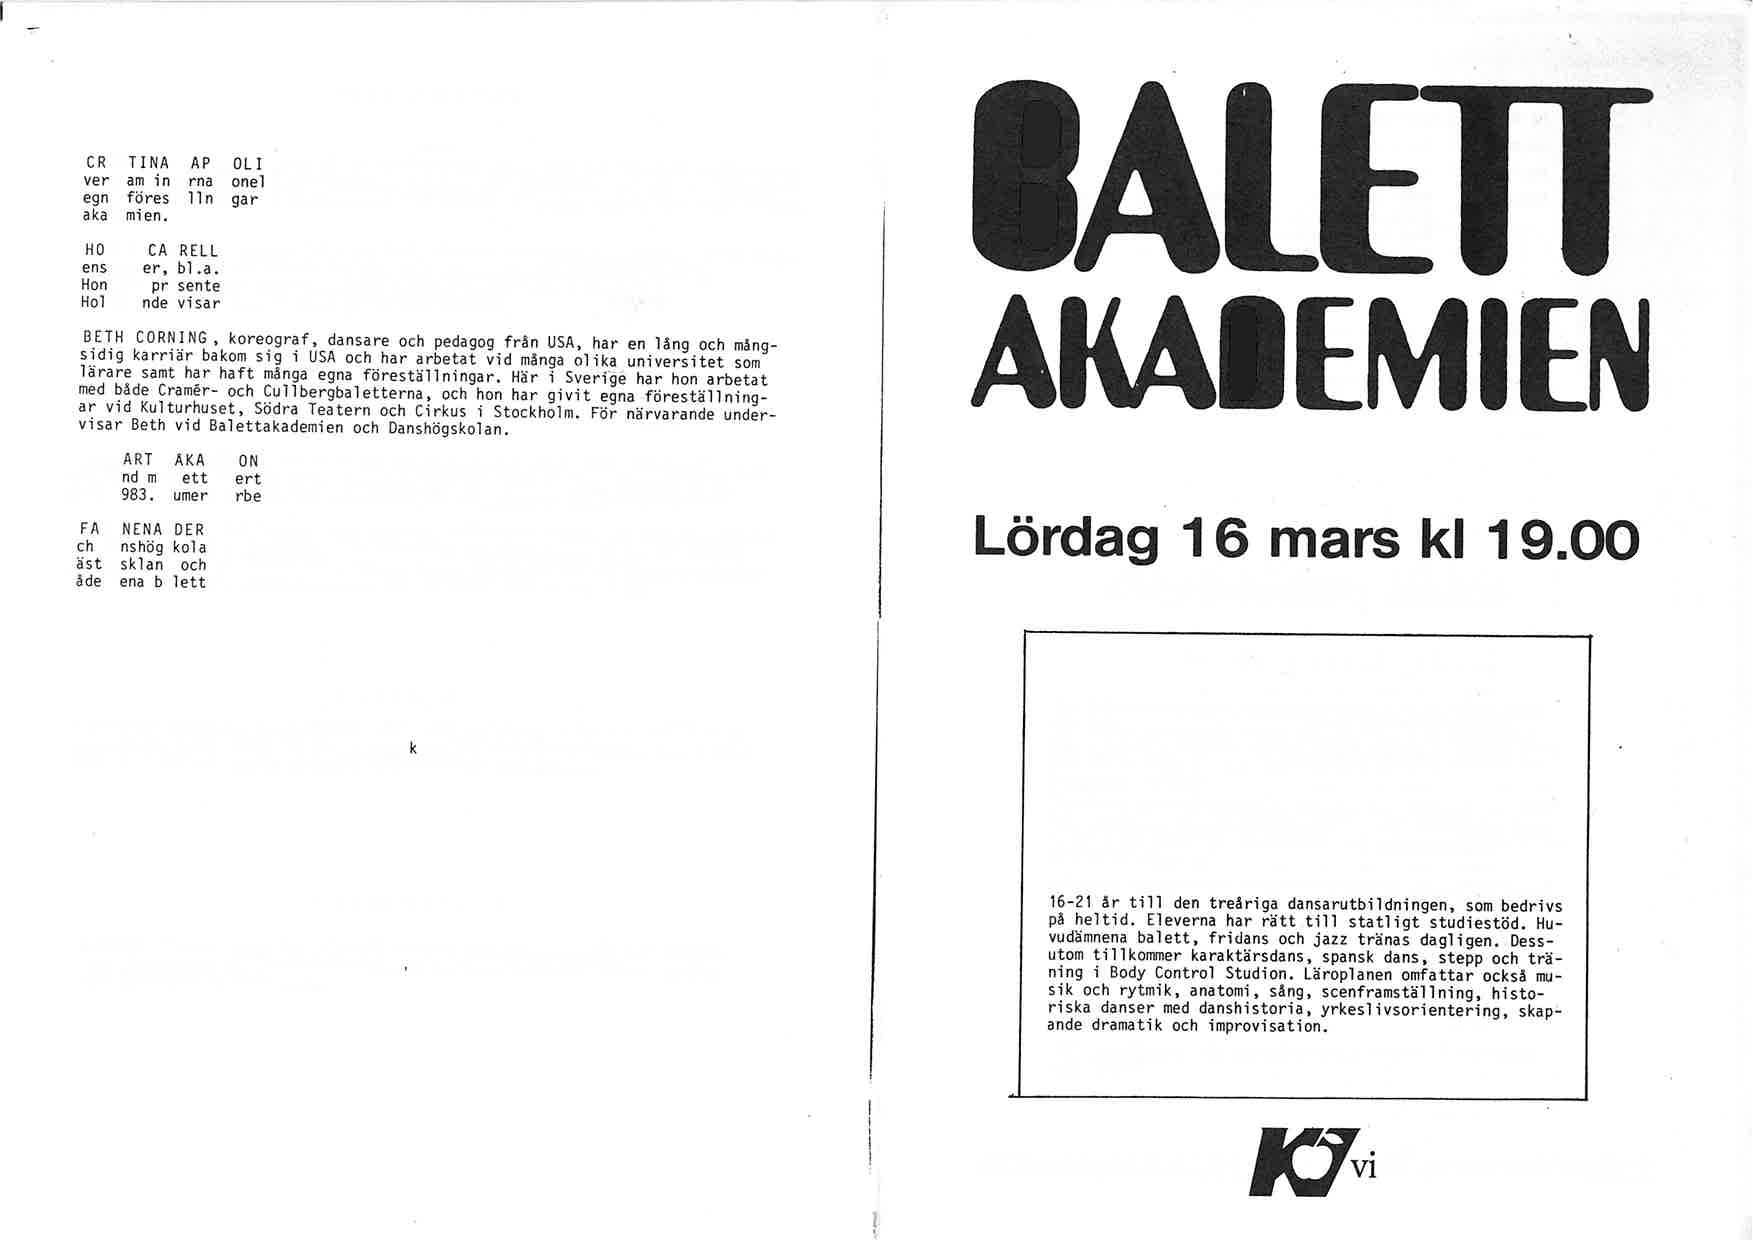 CR TINA AP OLI
ver am in rna onel
egn föres lln gar
aka mien.
HO CA RELL
ens er, bl.a.
Hon pr sente
Hol nde visar
BETH CORNING, koreograf, dansare och pedagog från USA, har en lång och mång-
sidig karriär bakom sig i USA och har arbetat vid många olika universitet som
lärare samt har haft många egna föreställningar. Här i Sverige har hon arbetat
med både Cramér- och Cullbergbaletterna, och hon har givit egna föreställning-
ar vid Kulturhuset, Södra Teatern och Cirkus i Stockholm. För närvarande under-
visar Beth vid Balettakademien och Danshögskolan.
ART ÅKA ON
nd m ett ert
983. umer rbe
FA NENA DER
ch nshög kola
äst sklan och
åde ena b lett
k
BALETT
AKADEMIEN
Lördag 16 mars kl 19.00
16-21 år till den treåriga dansarutbildningen, som bedrivs
på heltid. Eleverna har rätt till statligt studiestöd. Hu-
vudämnena balett, fridans och jazz tränas dagligen. Dess-
utom tillkommer karaktärsdans, spansk dans, stepp och trä-
ning i Body Control Studion. Läroplanen omfattar också mu-
sik och rytmik, anatomi, sång, scenframställning, histo-
riska danser med danshistoria, yrkeslivsorientering, skap-
ande dramatik och improvisation.
vi